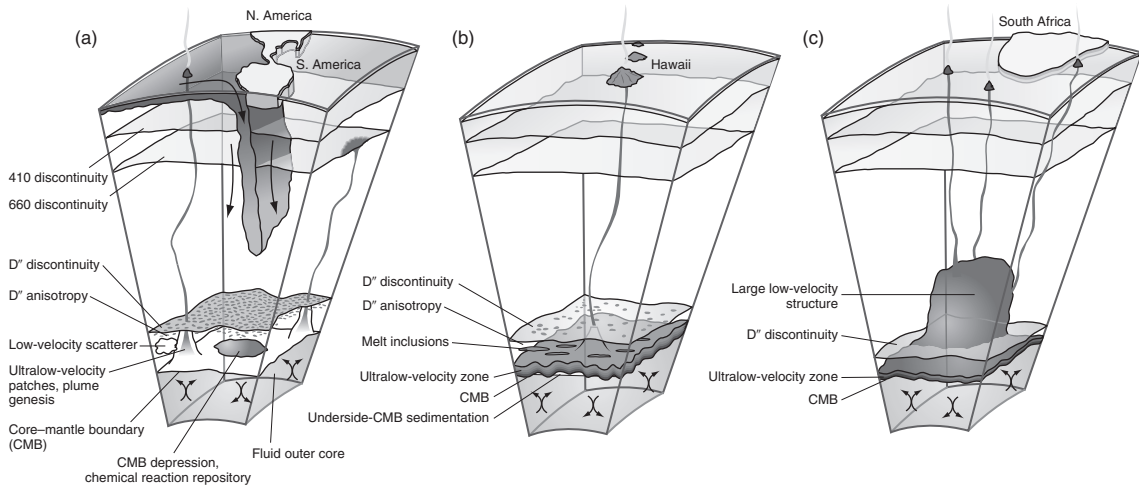 (a)
N. America
S. America
410 discontinuity
660 discontinuity
D″ discontinuity
D″ anisotropy
Low-velocity scatterer
Ultralow-velocity
patches, plume
genesis
Core–mantle boundary
(CMB)
CMB depression,
chemical reaction repository
Fluid outer core
(b)
Hawaii
D″ discontinuity
D″ anisotropy
Melt inclusions
Ultralow-velocity zone
CMB
Underside-CMB sedimentation
(c)
South Africa
Large low-velocity
structure
D″ discontinuity
Ultralow-velocity zone
CMB